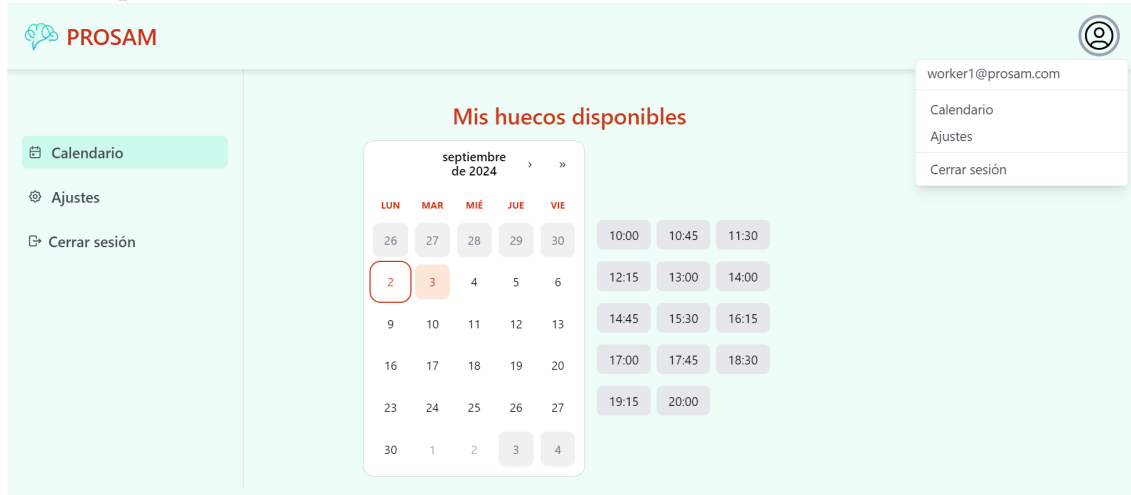 PROSAM
worker1@prosam.com
Calendario
Ajustes
Cerrar sesión
Calendario
Ajustes
Cerrar sesión
Mis huecos disponibles
septiembre
de 2024 › »
LUN MAR MIÉ JUE VIE
26 27 28 29 30
2 3 4 5 6
9 10 11 12 13
16 17 18 19 20
23 24 25 26 27
30 1 2 3 4
10:00 10:45 11:30
12:15 13:00 14:00
14:45 15:30 16:15
17:00 17:45 18:30
19:15 20:00